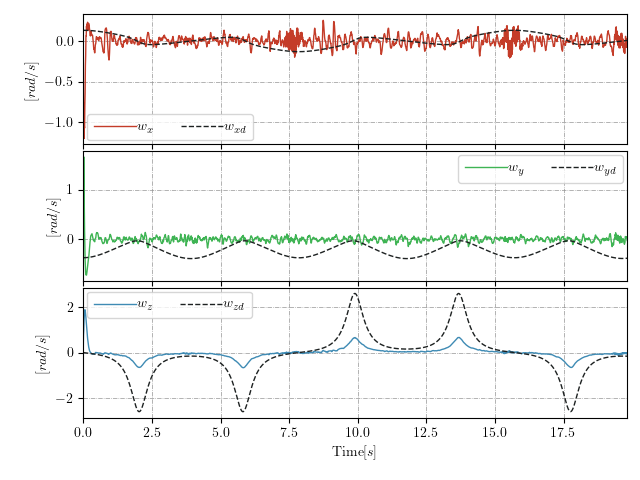 0.0
−0.5
−1.0
[rad/s]
w_x w_xd
1
0
[rad/s]
w_y w_yd
2
0
−2
[rad/s]
w_z w_zd
0.0 2.5 5.0 7.5 10.0 12.5 15.0 17.5
Time[s]